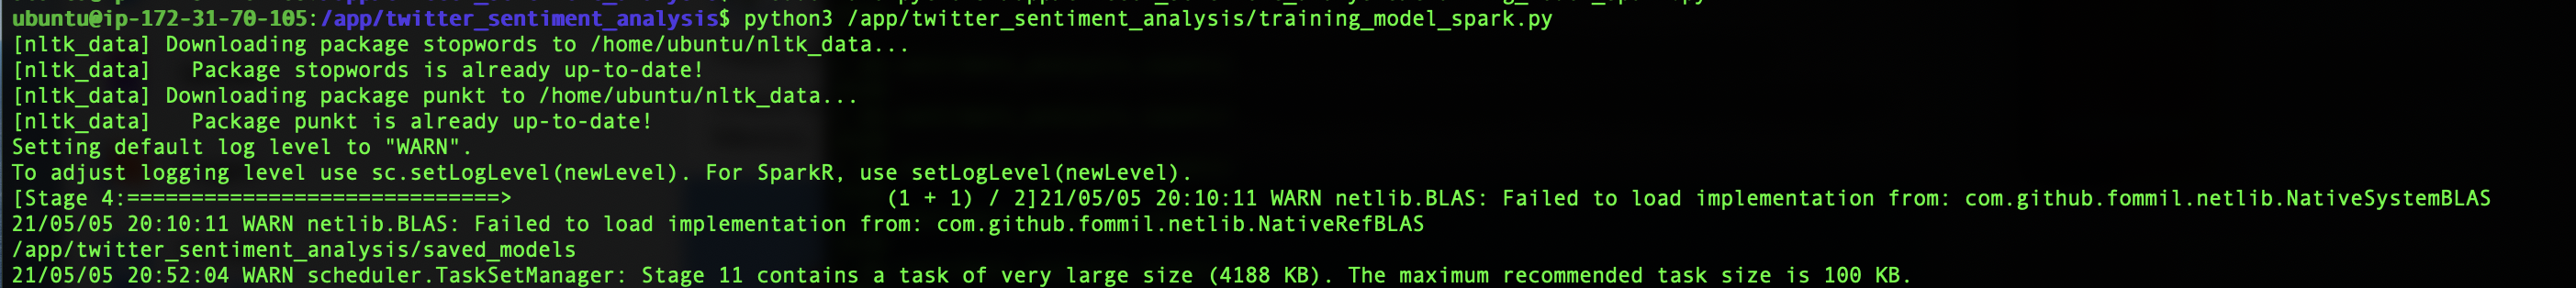 ubuntu@ip-172-31-70-105:/app/twitter_sentiment_analysis$ python3 /app/twitter_sentiment_analysis/training_model_spark.py
[nltk_data] Downloading package stopwords to /home/ubuntu/nltk_data...
[nltk_data]   Package stopwords is already up-to-date!
[nltk_data] Downloading package punkt to /home/ubuntu/nltk_data...
[nltk_data]   Package punkt is already up-to-date!
Setting default log level to "WARN".
To adjust logging level use sc.setLogLevel(newLevel). For SparkR, use setLogLevel(newLevel).
[Stage 4:=============================>                             (1 + 1) / 2]21/05/05 20:10:11 WARN netlib.BLAS: Failed to load implementation from: com.github.fommil.netlib.NativeSystemBLAS
21/05/05 20:10:11 WARN netlib.BLAS: Failed to load implementation from: com.github.fommil.netlib.NativeRefBLAS
/app/twitter_sentiment_analysis/saved_models
21/05/05 20:52:04 WARN scheduler.TaskSetManager: Stage 11 contains a task of very large size (4188 KB). The maximum recommended task size is 100 KB.